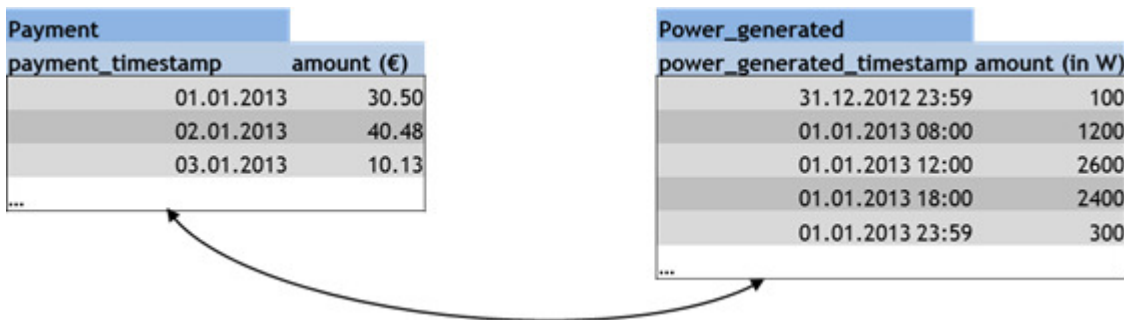 Payment
payment_timestamp amount (€)
01.01.2013 30.50
02.01.2013 40.48
03.01.2013 10.13
...
Power_generated
power_generated_timestamp amount (in W)
31.12.2012 23:59 100
01.01.2013 08:00 1200
01.01.2013 12:00 2600
01.01.2013 18:00 2400
01.01.2013 23:59 300
...